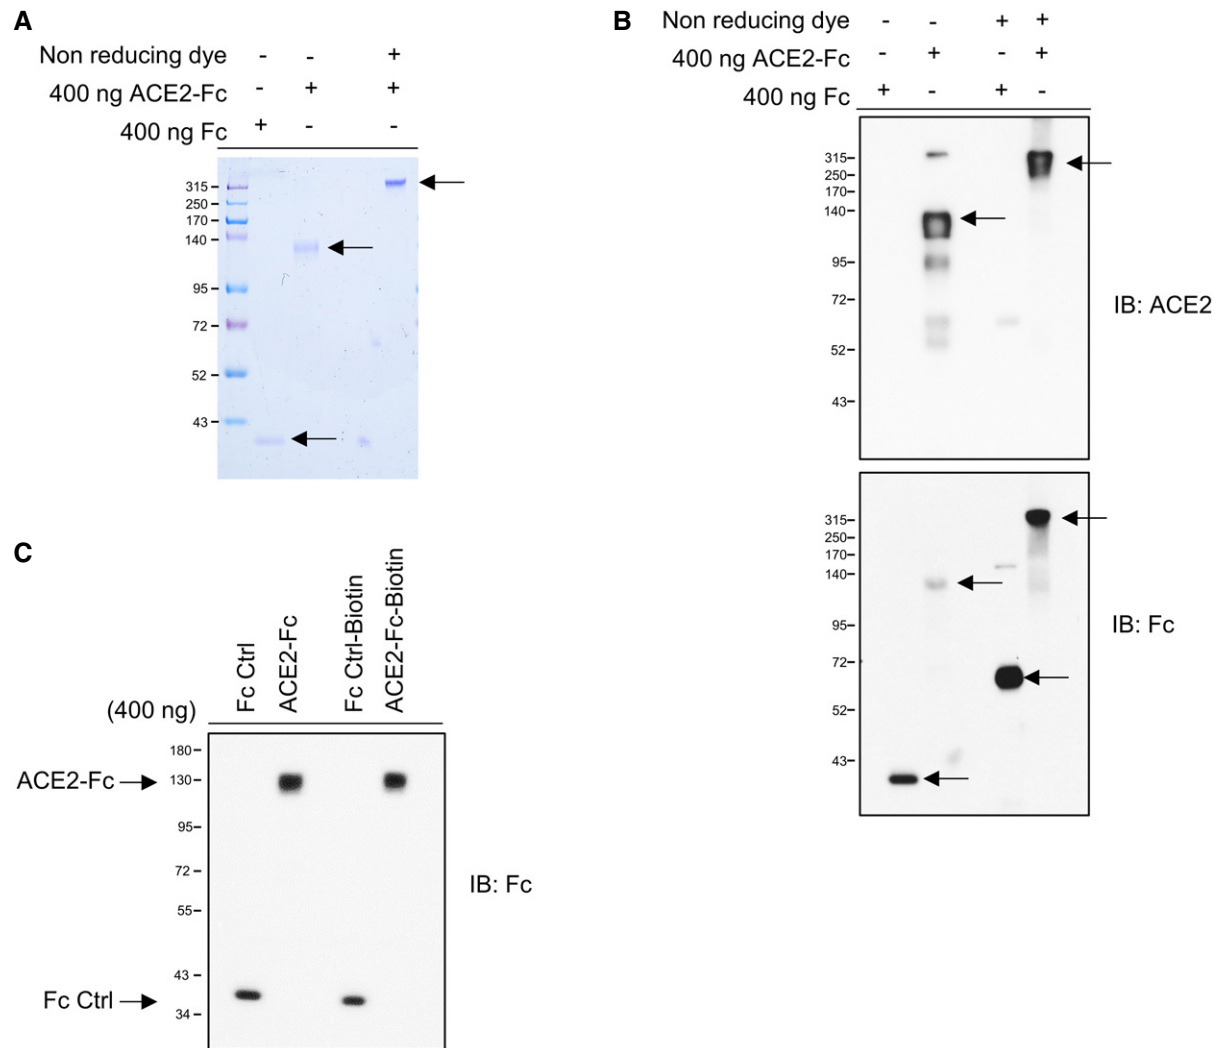 A
Non reducing dye - - +
400 ng ACE2-Fc - + +
400 ng Fc + - -
315
250
170
140
95
72
52
43
B
Non reducing dye - - + +
400 ng ACE2-Fc - + - +
400 ng Fc + - + -
315
250
170
140
95
72
52
43
IB: ACE2
315
250
170
140
95
72
52
43
IB: Fc
C
(400 ng)
Fc Ctrl
ACE2-Fc
Fc Ctrl-Biotin
ACE2-Fc-Biotin
180
ACE2-Fc 130
95
72
55
43
Fc Ctrl
34
IB: Fc